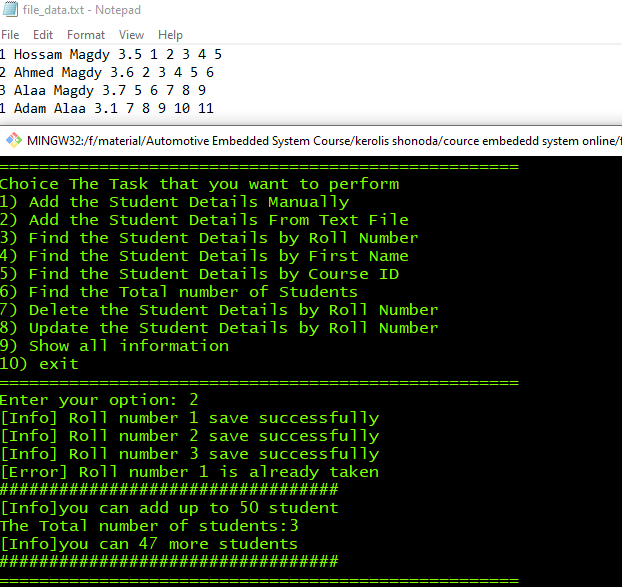 file_data.txt - Notepad
File Edit Format View Help
1 Hossam Magdy 3.5 1 2 3 4 5
2 Ahmed Magdy 3.6 2 3 4 5 6
3 Alaa Magdy 3.7 5 6 7 8 9
1 Adam Alaa 3.1 7 8 9 10 11
MINGW32:/f/material/Automotive Embedded System Course/kerolis shonoda/cource embededd system online/f
====================================================
Choice The Task that you want to perform
1) Add the Student Details Manually
2) Add the Student Details From Text File
3) Find the Student Details by Roll Number
4) Find the Student Details by First Name
5) Find the Student Details by Course ID
6) Find the Total number of Students
7) Delete the Student Details by Roll Number
8) Update the Student Details by Roll Number
9) Show all information
10) exit
====================================================
Enter your option: 2
[Info] Roll number 1 save successfully
[Info] Roll number 2 save successfully
[Info] Roll number 3 save successfully
[Error] Roll number 1 is already taken
##################################
[Info]you can add up to 50 student
The Total number of students:3
[Info]you can 47 more students
##################################
====================================================